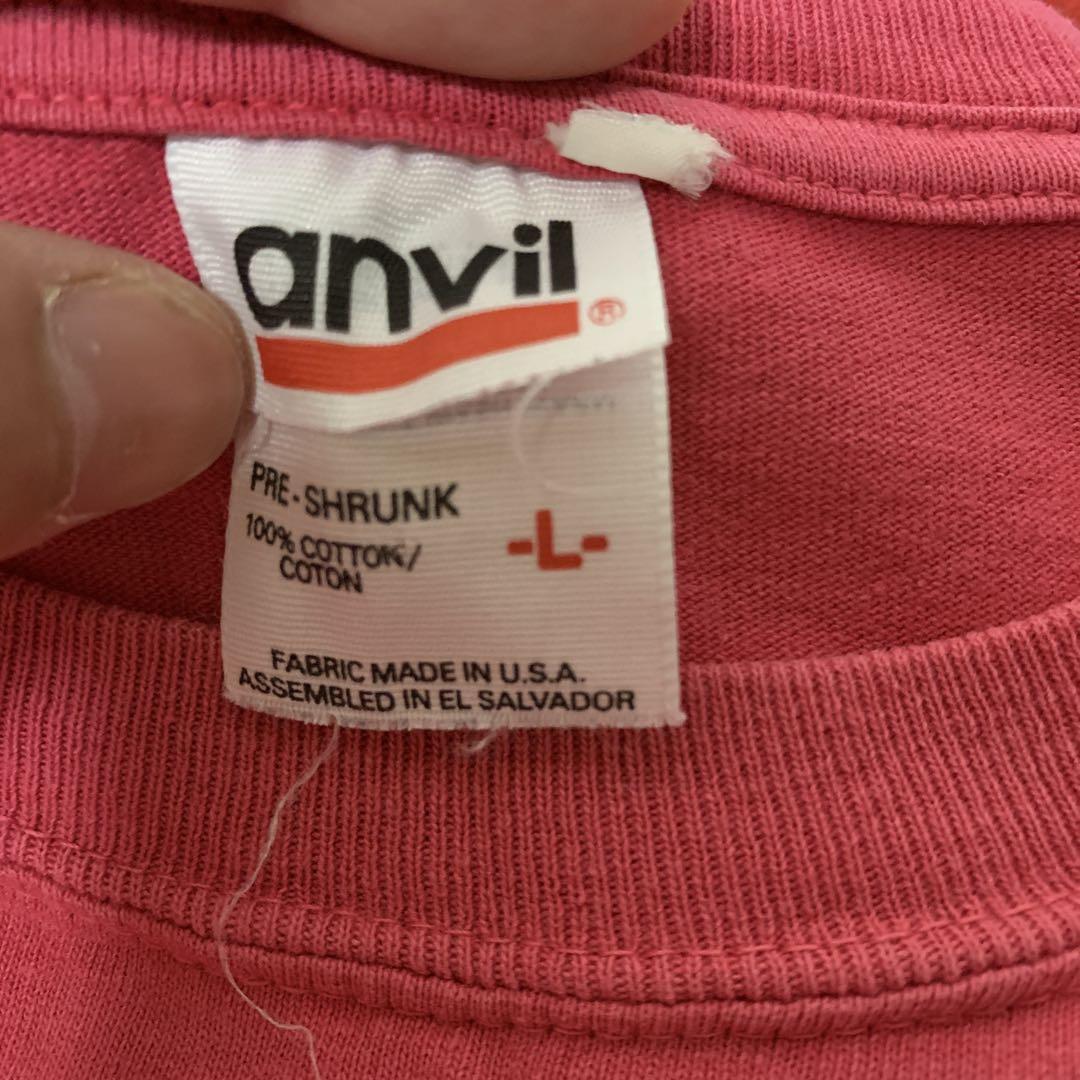 anvil ®
PRE-SHRUNK
100% COTTON/
COTON
-L-
FABRIC MADE IN U.S.A.
ASSEMBLED IN EL SALVADOR